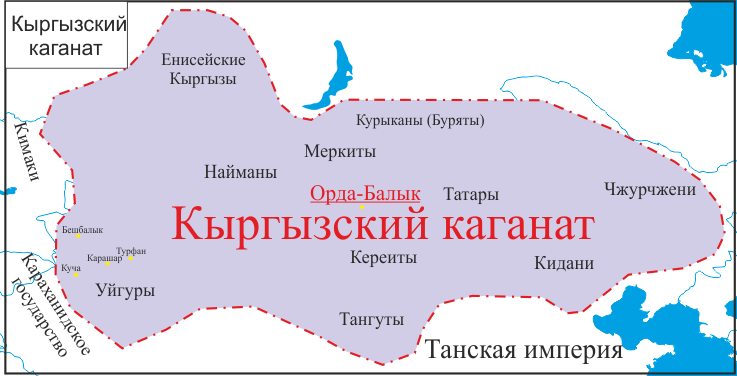 Кыргызский
каганат
Енисейские
Кыргызы
Курыканы (Буряты)
Меркиты
Кимаки
Найманы
Орда-Балык
Татары
Чжурчжени
Кыргызский каганат
Бешбалык
Турфан
Карашар
Куча
Кереиты
Кидани
Караханидское
государство
Уйгуры
Тангуты
Танская империя